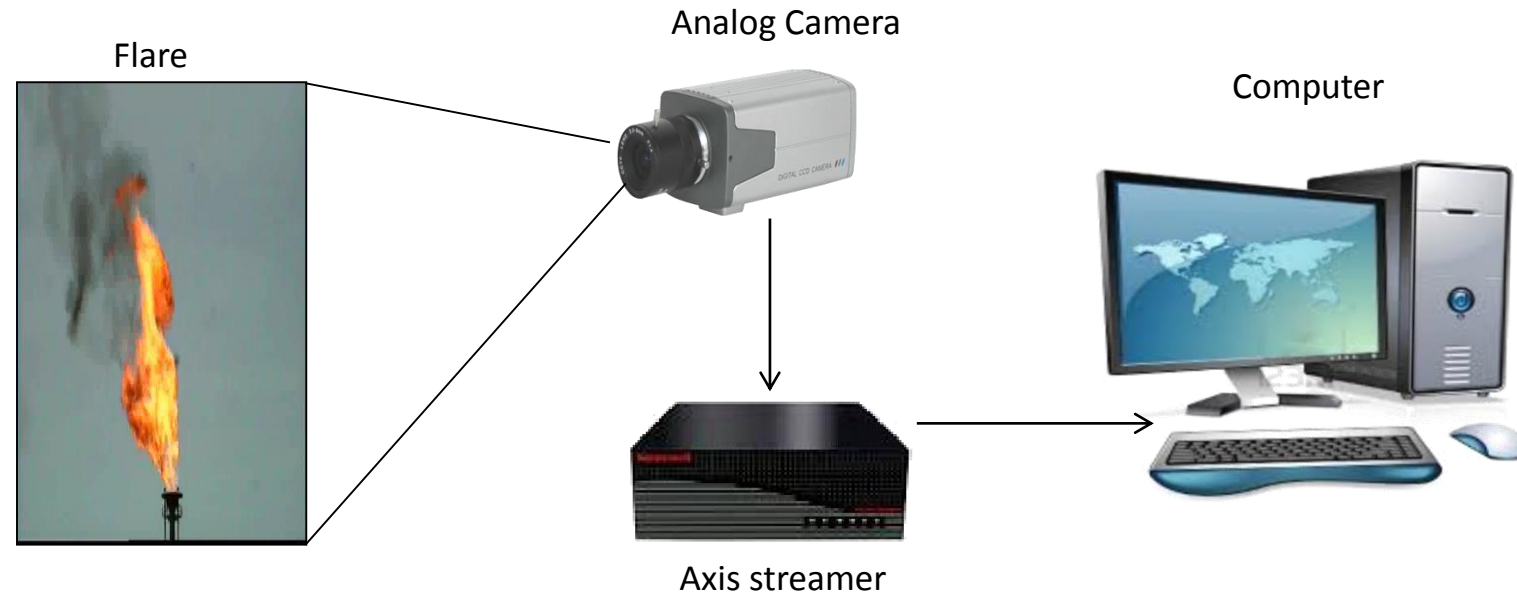 Analog Camera
Flare
Computer
DIGITAL CCD CAMERA
Axis streamer